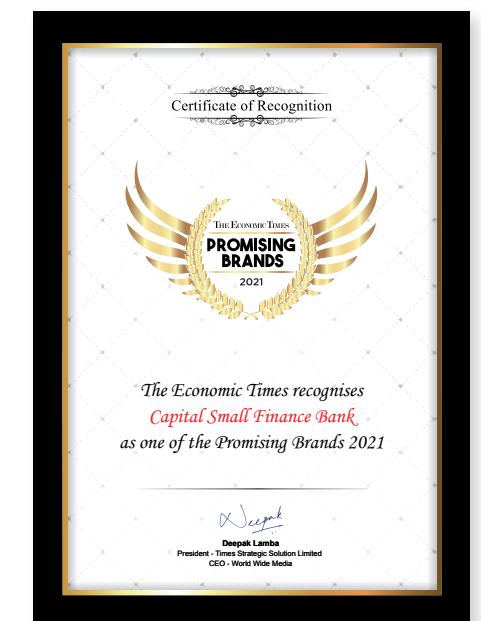 Certificate of Recognition
THE ECONOMIC TIMES
PROMISING
BRANDS
2021
The Economic Times recognises
Capital Small Finance Bank
as one of the Promising Brands 2021
Deepak
Deepak Lamba
President - Times Strategic Solution Limited
CEO - World Wide Media